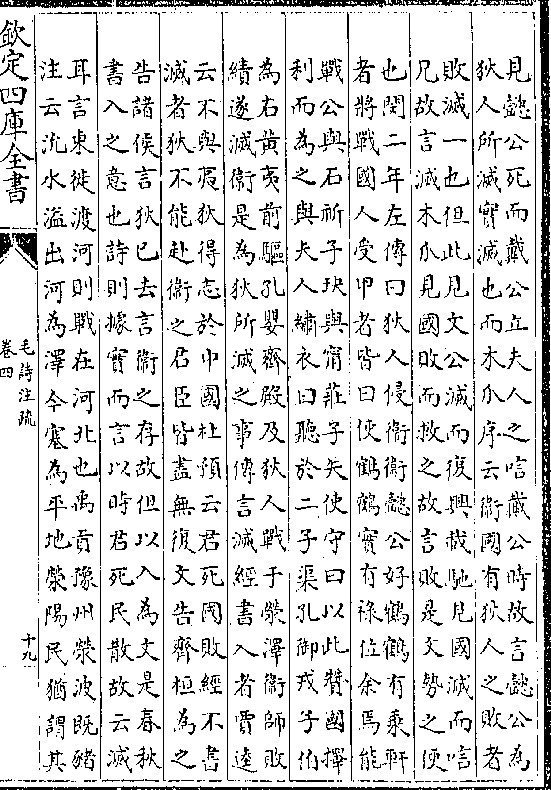 見懿公死而戴公立夫人之唁戴公時故言懿公為
狄人所滅實滅也而木瓜序云衛國有狄人之敗者
敗滅一也但此見文公滅而復興載馳見國滅而唁
兄故言滅木瓜見國敗而救之故言敗是文勢之便
也閔二年左傳曰狄人侵衛衛懿公好鶴鶴有乗軒
者將戰國人受甲者皆曰使鶴鶴實有祿位余焉能
戰公與石祁子玦與甯莊子矢使守曰以此贊國擇
利而為之與夫人繡衣曰聽於二子渠孔御戎子伯
為右黃夷前驅孔嬰齊殿及狄人戰于熒澤衛師敗
績遂滅衛是為狄所滅之事傳言滅經書入者賈逵
云不與夷狄得志於中國杜預云君死國敗經不書
滅者狄不能赴衛之君臣皆盡無復文告齊桓為之
告諸侯言狄已去言衛之存故但以入為文是春秋
書入之意也詩則據實而言以時君死民散故云滅
耳言東徙渡河則戰在河北也禹貢豫州熒波既豬
注云沇水溢出河為澤今塞為平地熒陽民猶謂其
欽定四庫全書
毛詩注疏
卷四
十九